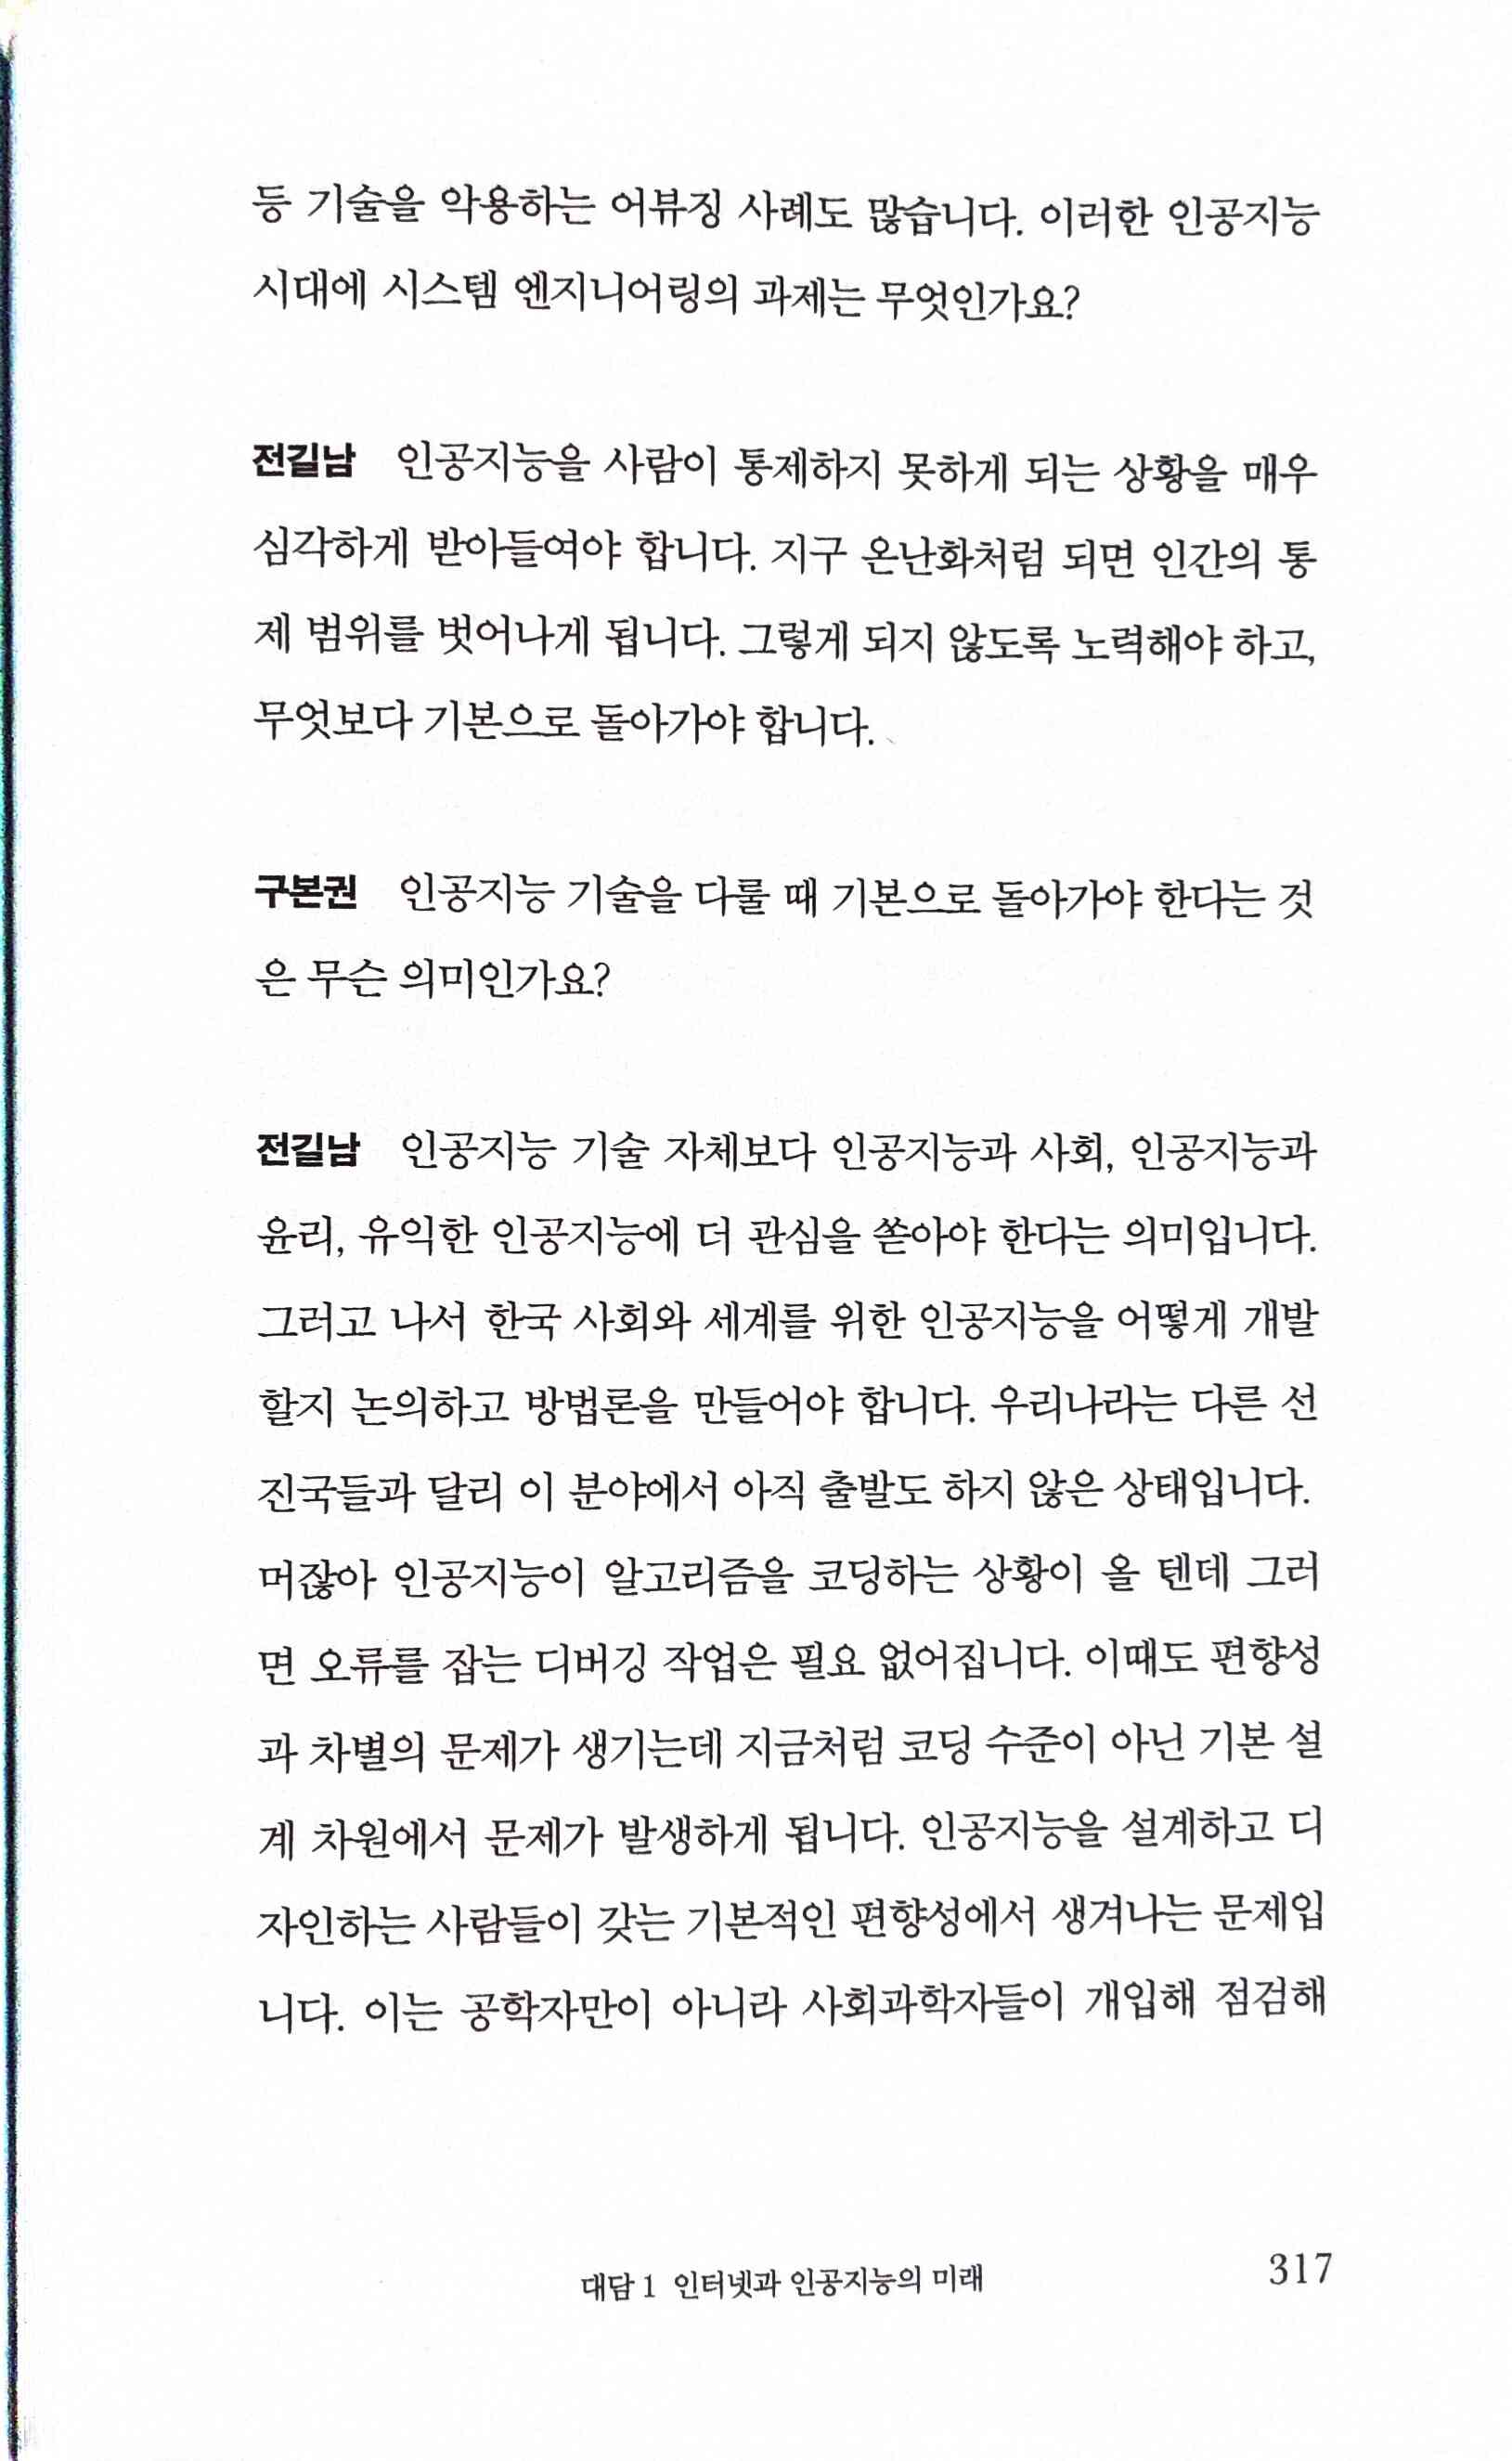 등 기술을 악용하는 어뷰징 사례도 많습니다. 이러한 인공지능
시대에 시스템 엔지니어링의 과제는 무엇인가요?
전길남 인공지능을 사람이 통제하지 못하게 되는 상황을 매우
심각하게 받아들여야 합니다. 지구 온난화처럼 되면 인간의 통
제 범위를 벗어나게 됩니다. 그렇게 되지 않도록 노력해야 하고,
무엇보다 기본으로 돌아가야 합니다.
구본권 인공지능 기술을 다룰 때 기본으로 돌아가야 한다는 것
은 무슨 의미인가요?
전길남 인공지능 기술 자체보다 인공지능과 사회, 인공지능과
윤리, 유익한 인공지능에 더 관심을 쏟아야 한다는 의미입니다.
그러고 나서 한국 사회와 세계를 위한 인공지능을 어떻게 개발
할지 논의하고 방법론을 만들어야 합니다. 우리나라는 다른 선
진국들과 달리 이 분야에서 아직 출발도 하지 않은 상태입니다.
머잖아 인공지능이 알고리즘을 코딩하는 상황이 올 텐데 그러
면 오류를 잡는 디버깅 작업은 필요 없어집니다. 이때도 편향성
과 차별의 문제가 생기는데 지금처럼 코딩 수준이 아닌 기본 설
계 차원에서 문제가 발생하게 됩니다. 인공지능을 설계하고 디
자인하는 사람들이 갖는 기본적인 편향성에서 생겨나는 문제입
니다. 이는 공학자만이 아니라 사회과학자들이 개입해 점검해
대담 1 인터넷과 인공지능의 미래 317